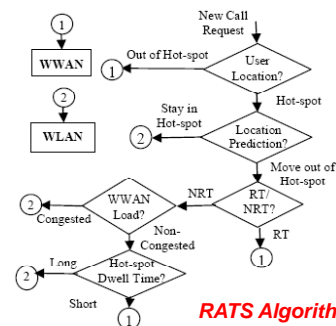 1
New Call
Request
WWAN
Out of Hot-spot
User
Location?
1
2
Hot-spot
WLAN
Stay in
Hot-spot
Location
Prediction?
2
Move out of
Hot-spot
NRT
RT/
NRT?
WWAN
Load?
2
Congested
Non-
Congested
RT
1
Long
Hot-spot
Dwell Time?
2
Short
1
RATS Algorith